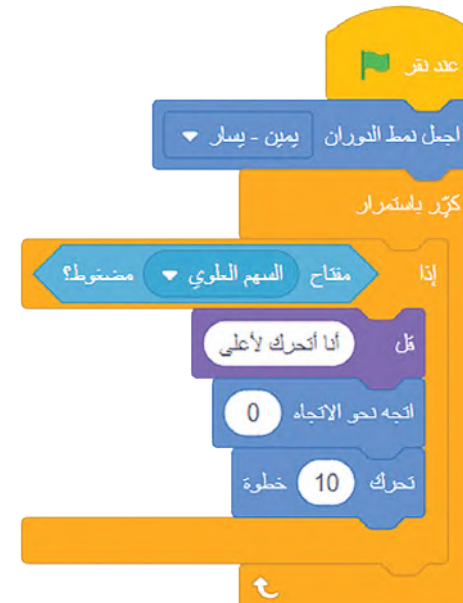 عند نقر
اجعل نمط الدوران يمين - يسار
كرّر باستمرار
إذا مفتاح السهم العلوي مضغوط؟
قل أنا أتحرك لأعلى
اتجه نحو الاتجاه 0
تحرك 10 خطوة